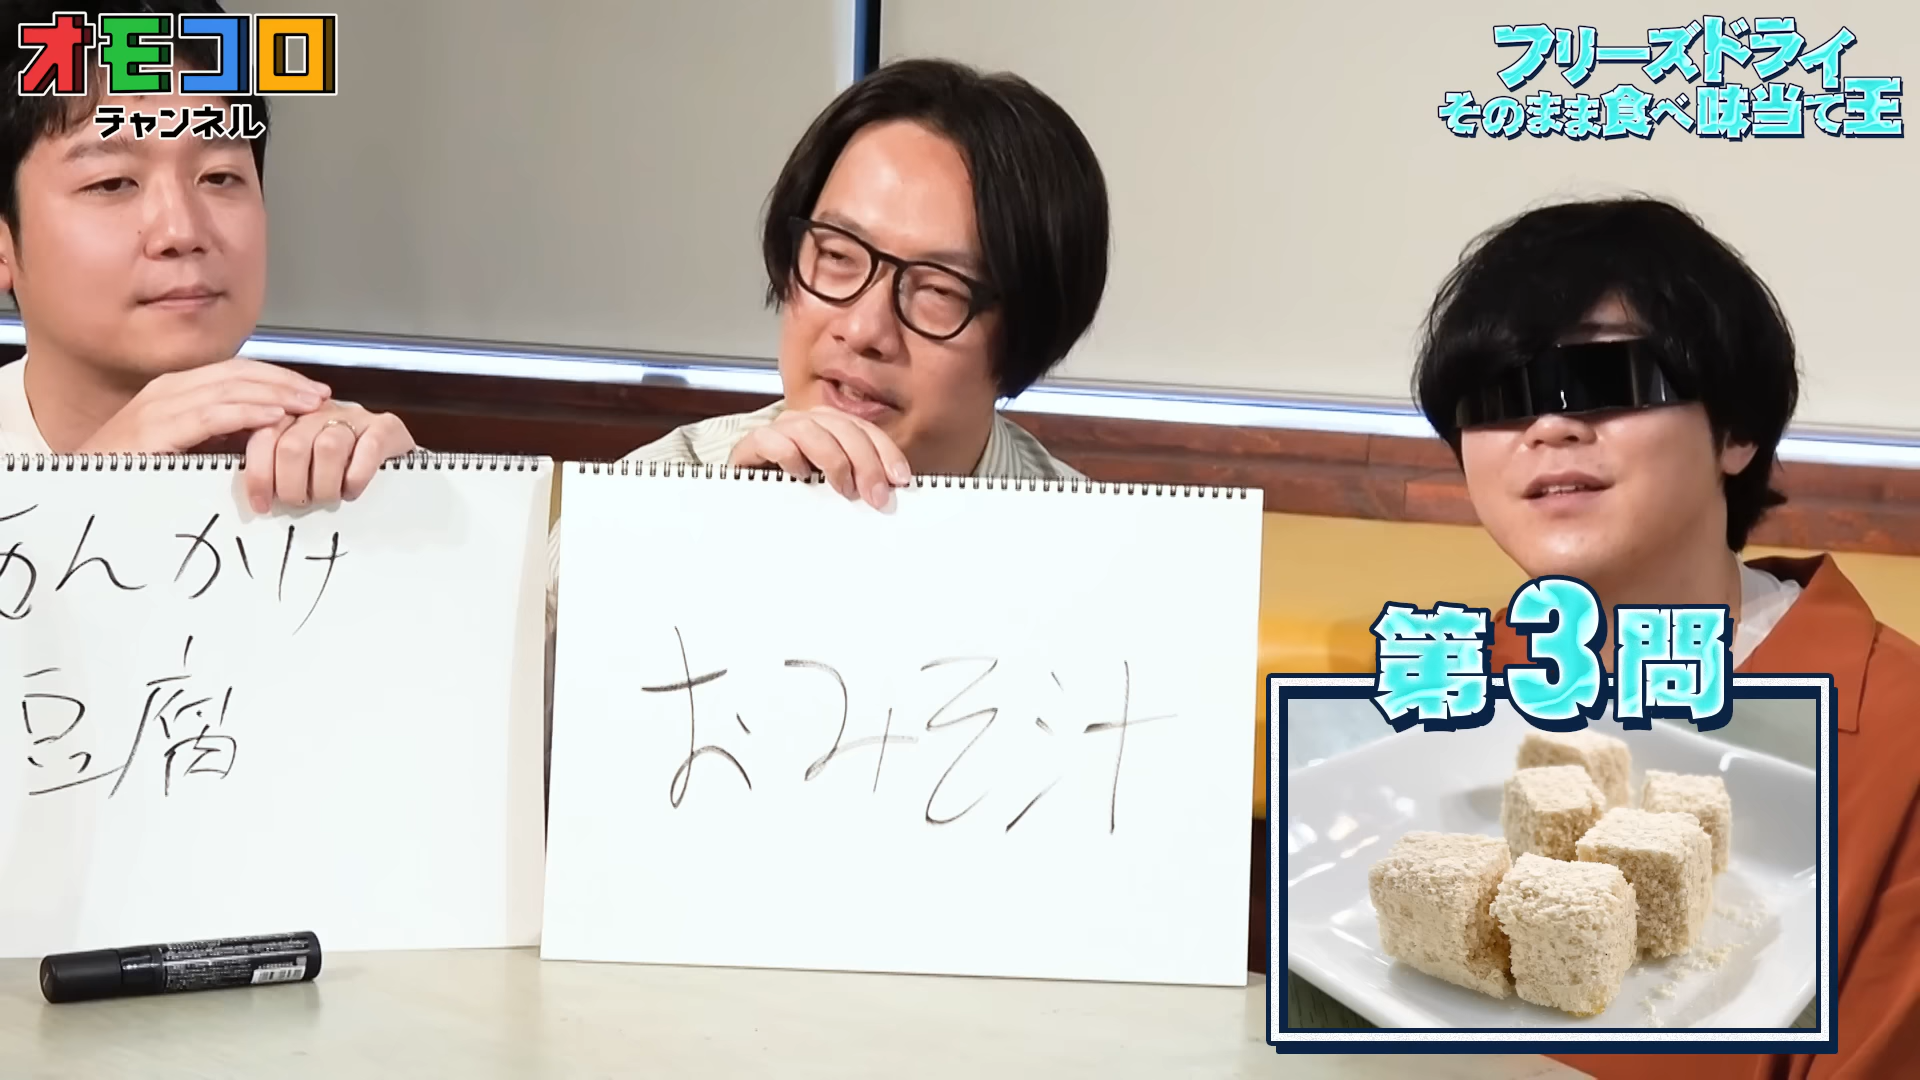 オモコロ
チャンネル
フリーズドライ
そのまま食べ味当て王
あんかけ
豆腐
おみそ汁
第3問